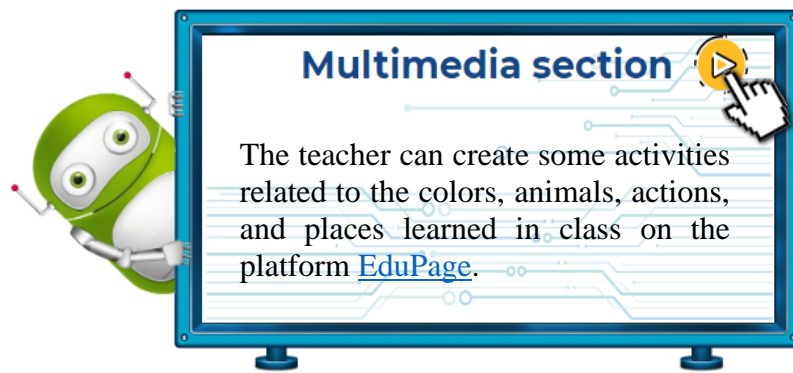 Multimedia section
The teacher can create some activities
related to the colors, animals, actions,
and places learned in class on the
platform EduPage.